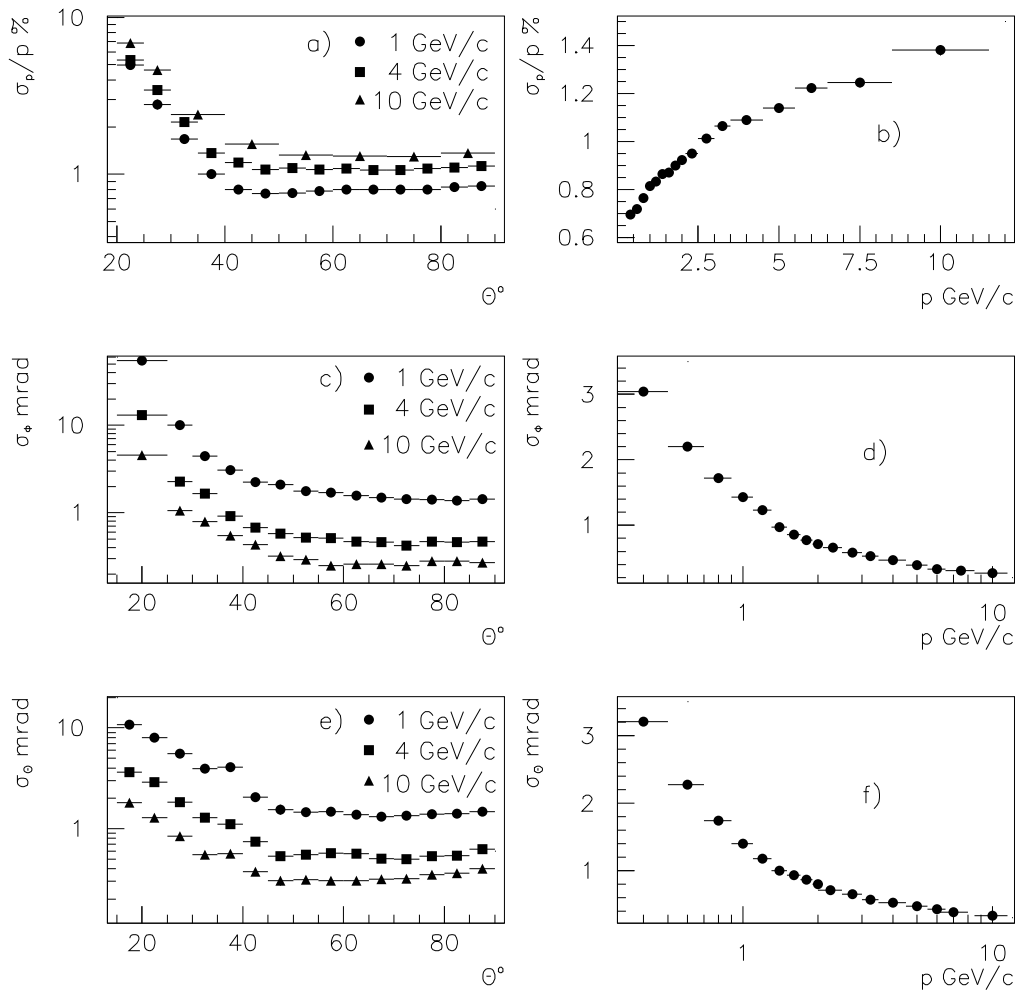 σp/p %
10
1
a) ● 1 GeV/c
■ 4 GeV/c
▲ 10 GeV/c
20 40 60 80
Θ°
σp/p %
1.4
1.2
1
0.8
0.6
b)
2.5 5 7.5 10
p GeV/c
σΦ mrad
10
1
c) ● 1 GeV/c
■ 4 GeV/c
▲ 10 GeV/c
20 40 60 80
Θ°
σΦ mrad
3
2
1
d)
1 10
p GeV/c
σΘ mrad
10
1
e) ● 1 GeV/c
■ 4 GeV/c
▲ 10 GeV/c
20 40 60 80
Θ°
σΘ mrad
3
2
1
f)
1 10
p GeV/c